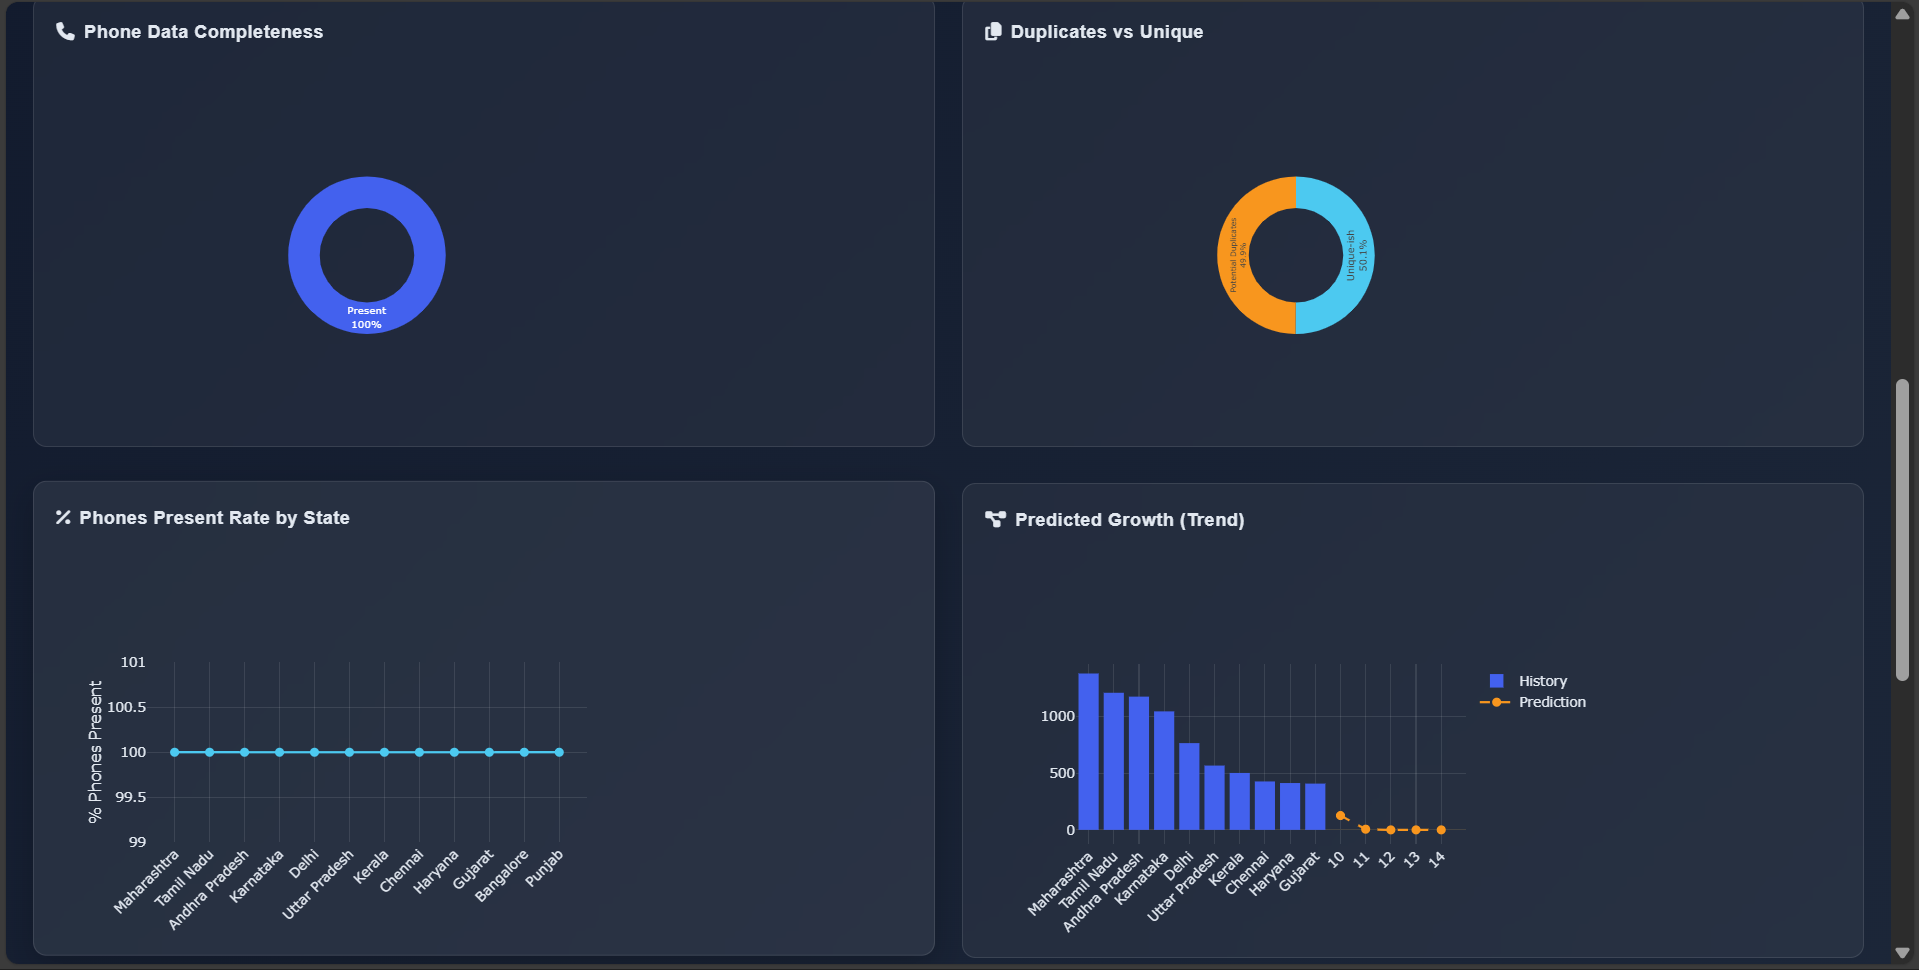 Phone Data Completeness
Present
100%
Duplicates vs Unique
Potential Duplicates
49.9%
Unique-ish
50.1%
Phones Present Rate by State
% Phones Present
101
100.5
100
99.5
99
Maharashtra
Tamil Nadu
Andhra Pradesh
Karnataka
Delhi
Uttar Pradesh
Kerala
Chennai
Haryana
Gujarat
Bangalore
Punjab
Predicted Growth (Trend)
1000
500
0
Maharashtra
Tamil Nadu
Andhra Pradesh
Karnataka
Delhi
Uttar Pradesh
Kerala
Chennai
Haryana
Gujarat
10
11
12
13
14
History
Prediction